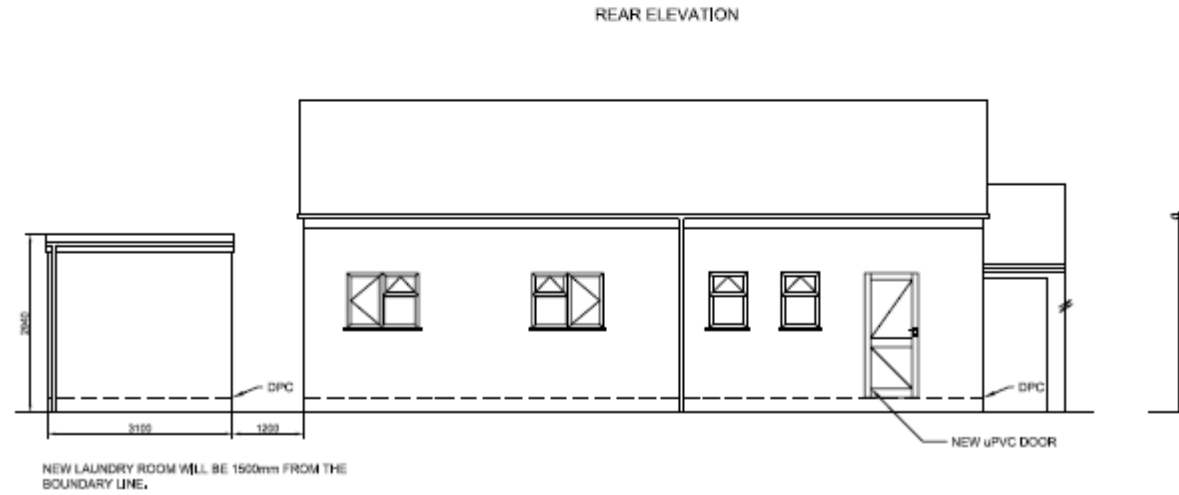 REAR ELEVATION
2840
DPC
DPC
3100
1200
NEW uPVC DOOR
NEW LAUNDRY ROOM WILL BE 1500mm FROM THE
BOUNDARY LINE.